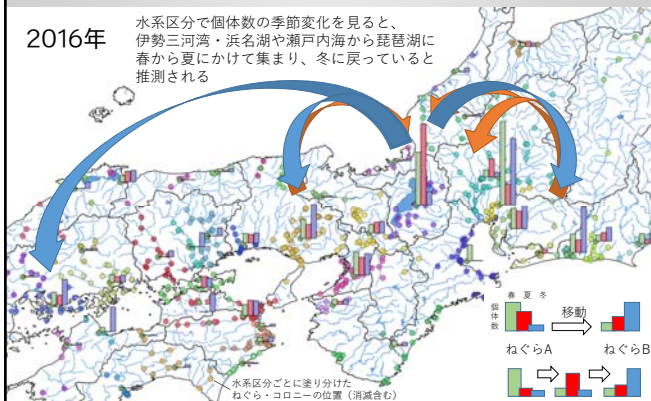 2016年
水系区分で個体数の季節変化を見ると、
伊勢三河湾・浜名湖や瀬戸内海から琵琶湖に
春から夏にかけて集まり、冬に戻っていると
推測される
春 夏 冬
個体数
移動
ねぐらA
ねぐらB
水系区分ごとに塗り分けた
ねぐら・コロニーの位置（消滅含む）